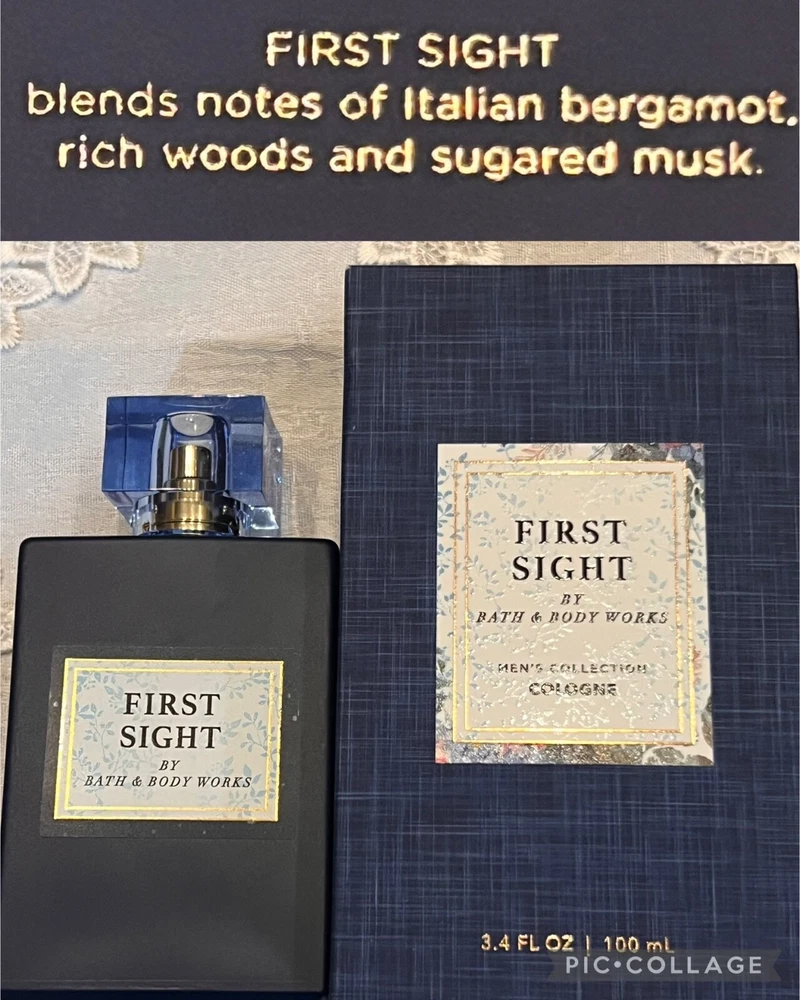 FIRST SIGHT
blends notes of Italian bergamot.
rich woods and sugared musk.
FIRST
SIGHT
BY
BATH & BODY WORKS
FIRST
SIGHT
BY
BATH & BODY WORKS
MEN'S COLLECTION
COLOGNE
3.4 FL OZ | 100 mL
PIC•COLLAGE